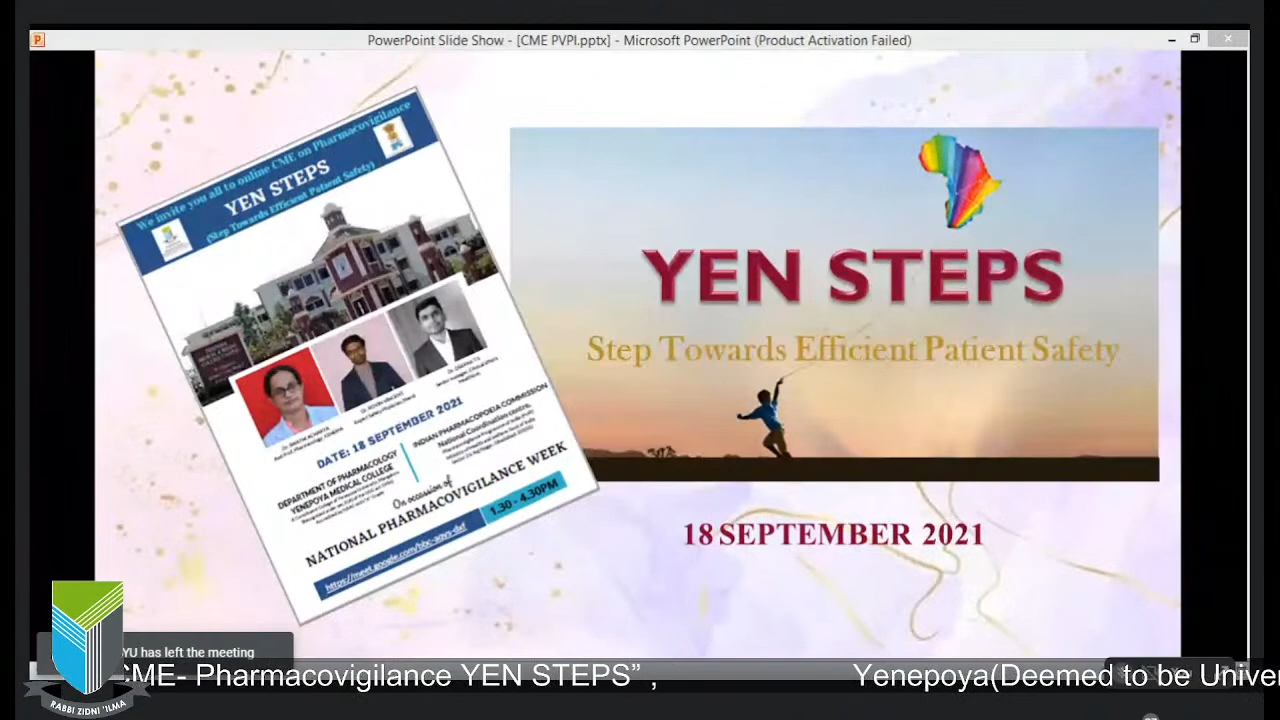 PowerPoint Slide Show - [CME PVPI.pptx] - Microsoft PowerPoint (Product Activation Failed)
We invite you all to online CME on Pharmacovigilance
YEN STEPS
(Step Towards Efficient Patient Safety)
DATE: 18 SEPTEMBER 2021
DEPARTMENT OF PHARMACOLOGY
YENEPOYA MEDICAL COLLEGE
INDIAN PHARMACOPOEIA COMMISSION
National Coordination centre,
On occasion of
NATIONAL PHARMACOVIGILANCE WEEK
1.30 - 4.30PM
YEN STEPS
Step Towards Efficient Patient Safety
18 SEPTEMBER 2021
YU has left the meeting
CME- Pharmacovigilance YEN STEPS” ,
Yenepoya(Deemed to be Univer
RABBI ZIDNI 'ILMA